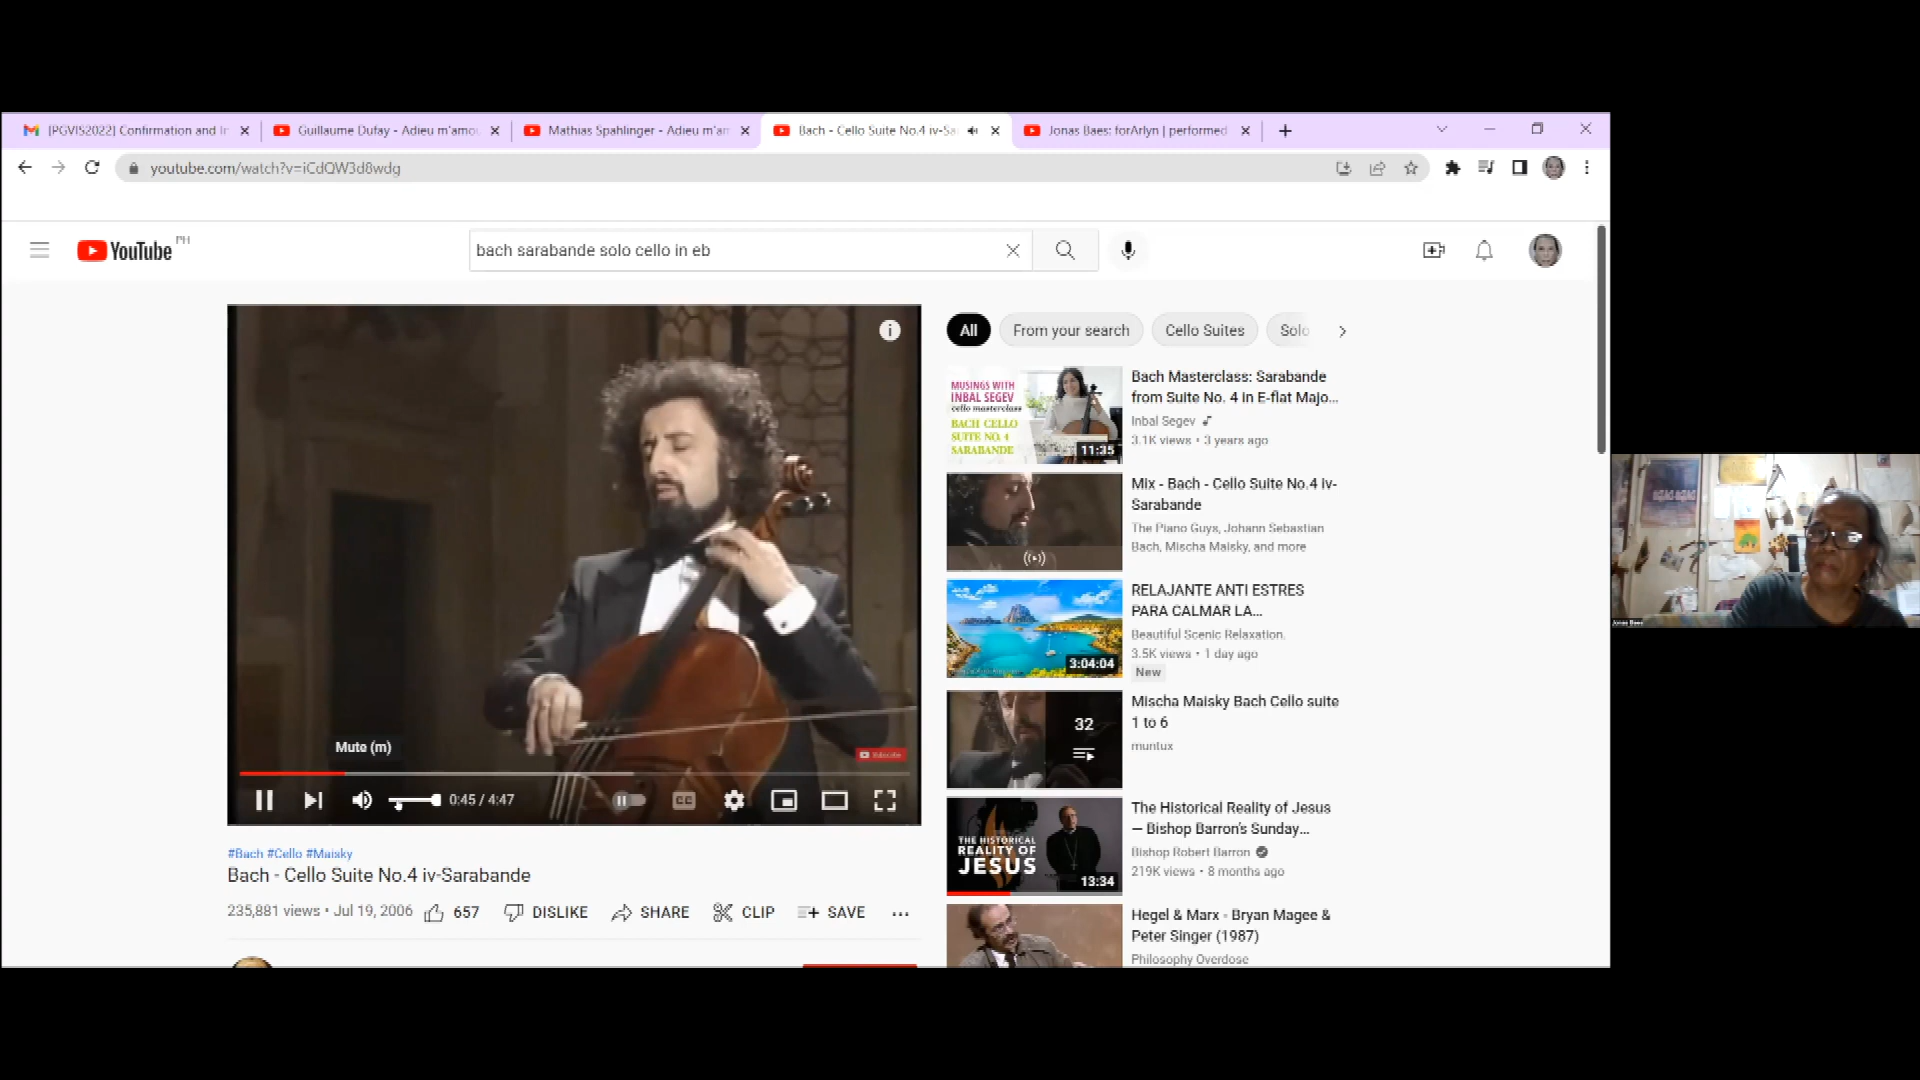 [PGVIS2022] Confirmation and In
Guillaume Dufay - Adieu m'amou
Mathias Spahlinger - Adieu m'am
Bach - Cello Suite No.4 iv-Sa
Jonas Baes: forArlyn | performed
youtube.com/watch?v=iCdQW3d8wdg
YouTube PH
bach sarabande solo cello in eb
All
From your search
Cello Suites
Solo
MUSINGS WITH
INBAL SEGEV
cello masterclass
BACH CELLO
SUITE NO. 4
SARABANDE
11:35
Bach Masterclass: Sarabande
from Suite No. 4 in E-flat Majo...
Inbal Segev
3.1K views • 3 years ago
Mix - Bach - Cello Suite No.4 iv-
Sarabande
The Piano Guys, Johann Sebastian
Bach, Mischa Maisky, and more
RELAJANTE ANTI ESTRES
PARA CALMAR LA...
Beautiful Scenic Relaxation.
3.5K views • 1 day ago
New
3:04:04
Mischa Maisky Bach Cello suite
1 to 6
muntux
32
THE HISTORICAL
REALITY OF
JESUS
13:34
The Historical Reality of Jesus
— Bishop Barron's Sunday...
Bishop Robert Barron
219K views • 8 months ago
Hegel & Marx - Bryan Magee &
Peter Singer (1987)
Philosophy Overdose
Mute (m)
0:45 / 4:47
CC
#Bach #Cello #Maisky
Bach - Cello Suite No.4 iv-Sarabande
235,881 views • Jul 19, 2006
657
DISLIKE
SHARE
CLIP
SAVE
Jonas Baes